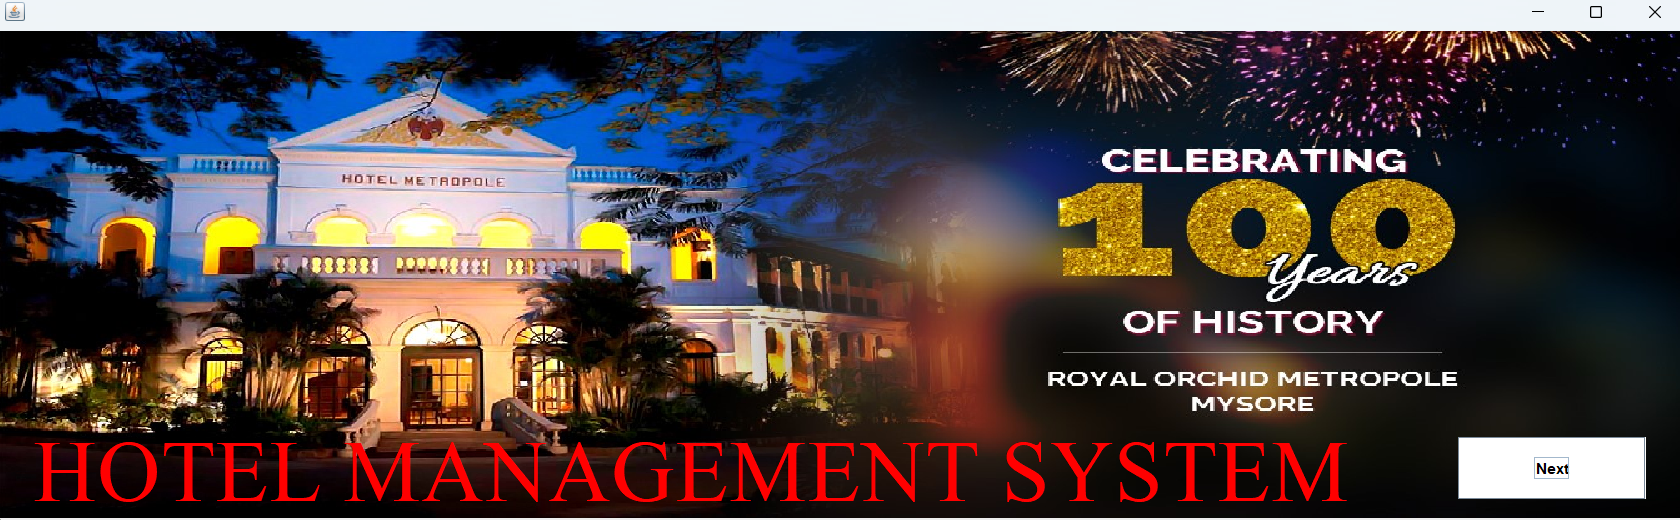 HOTEL METROPOLE
CELEBRATING
100
Years
OF HISTORY
ROYAL ORCHID METROPOLE
MYSORE
HOTEL MANAGEMENT SYSTEM
Next